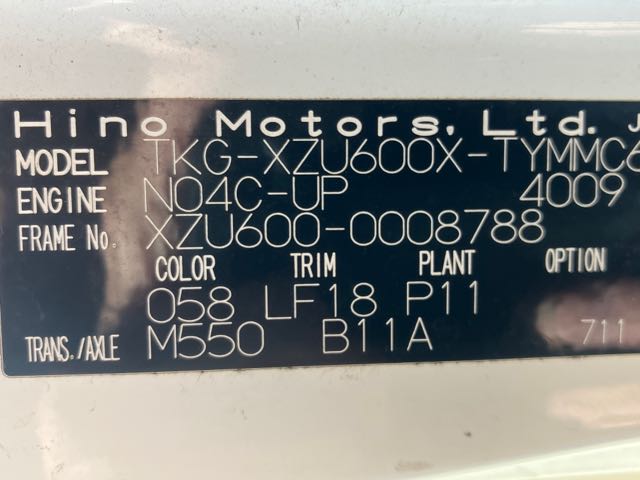 Hino Motors, Ltd. J
MODEL TKG-XZU600X-TYMMC6
ENGINE N04C-UP 4009
FRAME No. XZU600-0008788
COLOR TRIM PLANT OPTION
058 LF18 P11
TRANS./AXLE M550 B11A 711